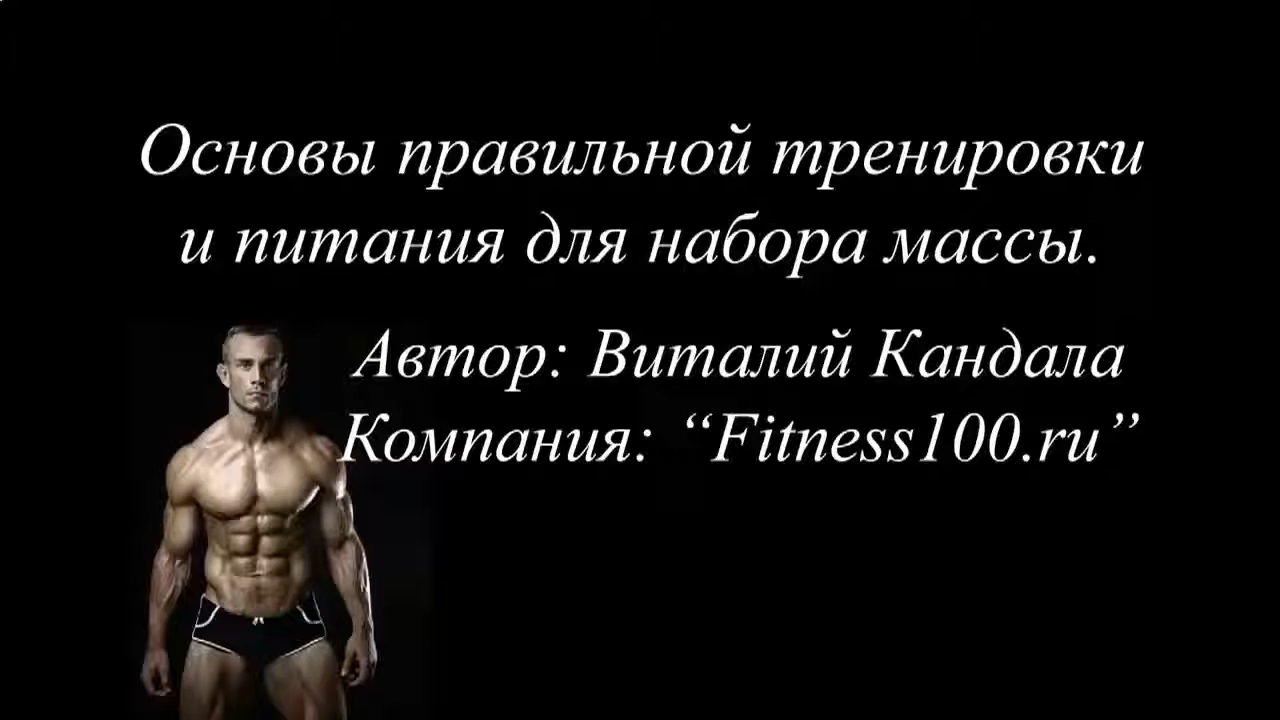 Основы правильной тренировки
и питания для набора массы.
Автор: Виталий Кандала
Компания: “Fitness100.ru”